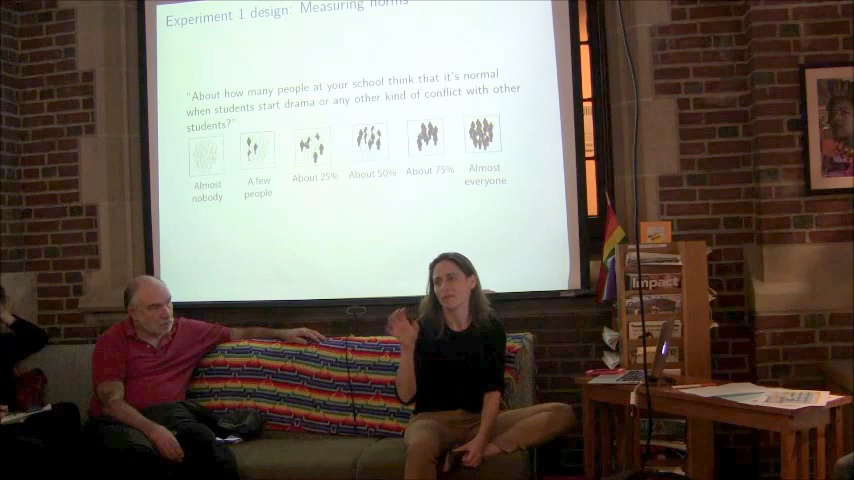 Experiment 1 design: Measuring norms
"About how many people at your school think that it's normal
when students start drama or any other kind of conflict with other
students?"
Almost nobody
A few people
About 25%
About 50%
About 75%
Almost everyone
Impact